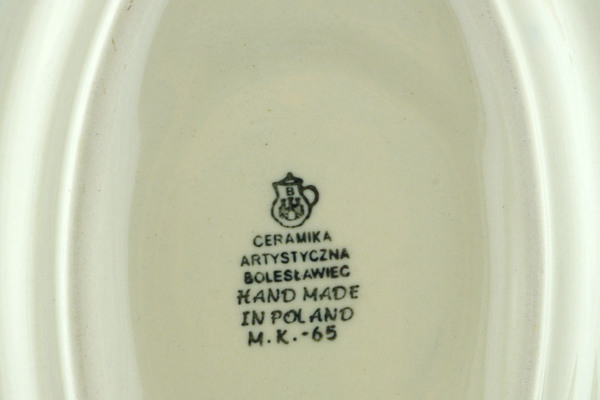 B
CERAMIKA
ARTYSTYCZNA
BOLESŁAWIEC
HAND MADE
IN POLAND
M.K.-65